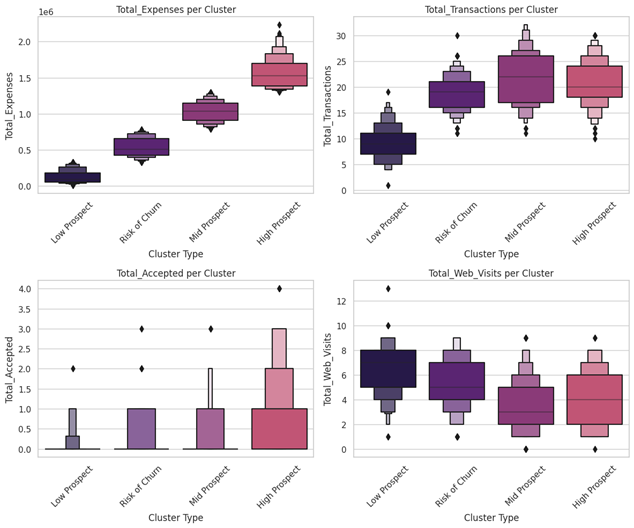 Total_Expenses per Cluster
1e6
Total_Expenses
2.0
1.5
1.0
0.5
0.0
Low Prospect
Risk of Churn
Mid Prospect
High Prospect
Cluster Type
Total_Transactions per Cluster
Total_Transactions
30
25
20
15
10
5
0
Low Prospect
Risk of Churn
Mid Prospect
High Prospect
Cluster Type
Total_Accepted per Cluster
Total_Accepted
4.0
3.5
3.0
2.5
2.0
1.5
1.0
0.5
0.0
Low Prospect
Risk of Churn
Mid Prospect
High Prospect
Cluster Type
Total_Web_Visits per Cluster
Total_Web_Visits
12
10
8
6
4
2
0
Low Prospect
Risk of Churn
Mid Prospect
High Prospect
Cluster Type